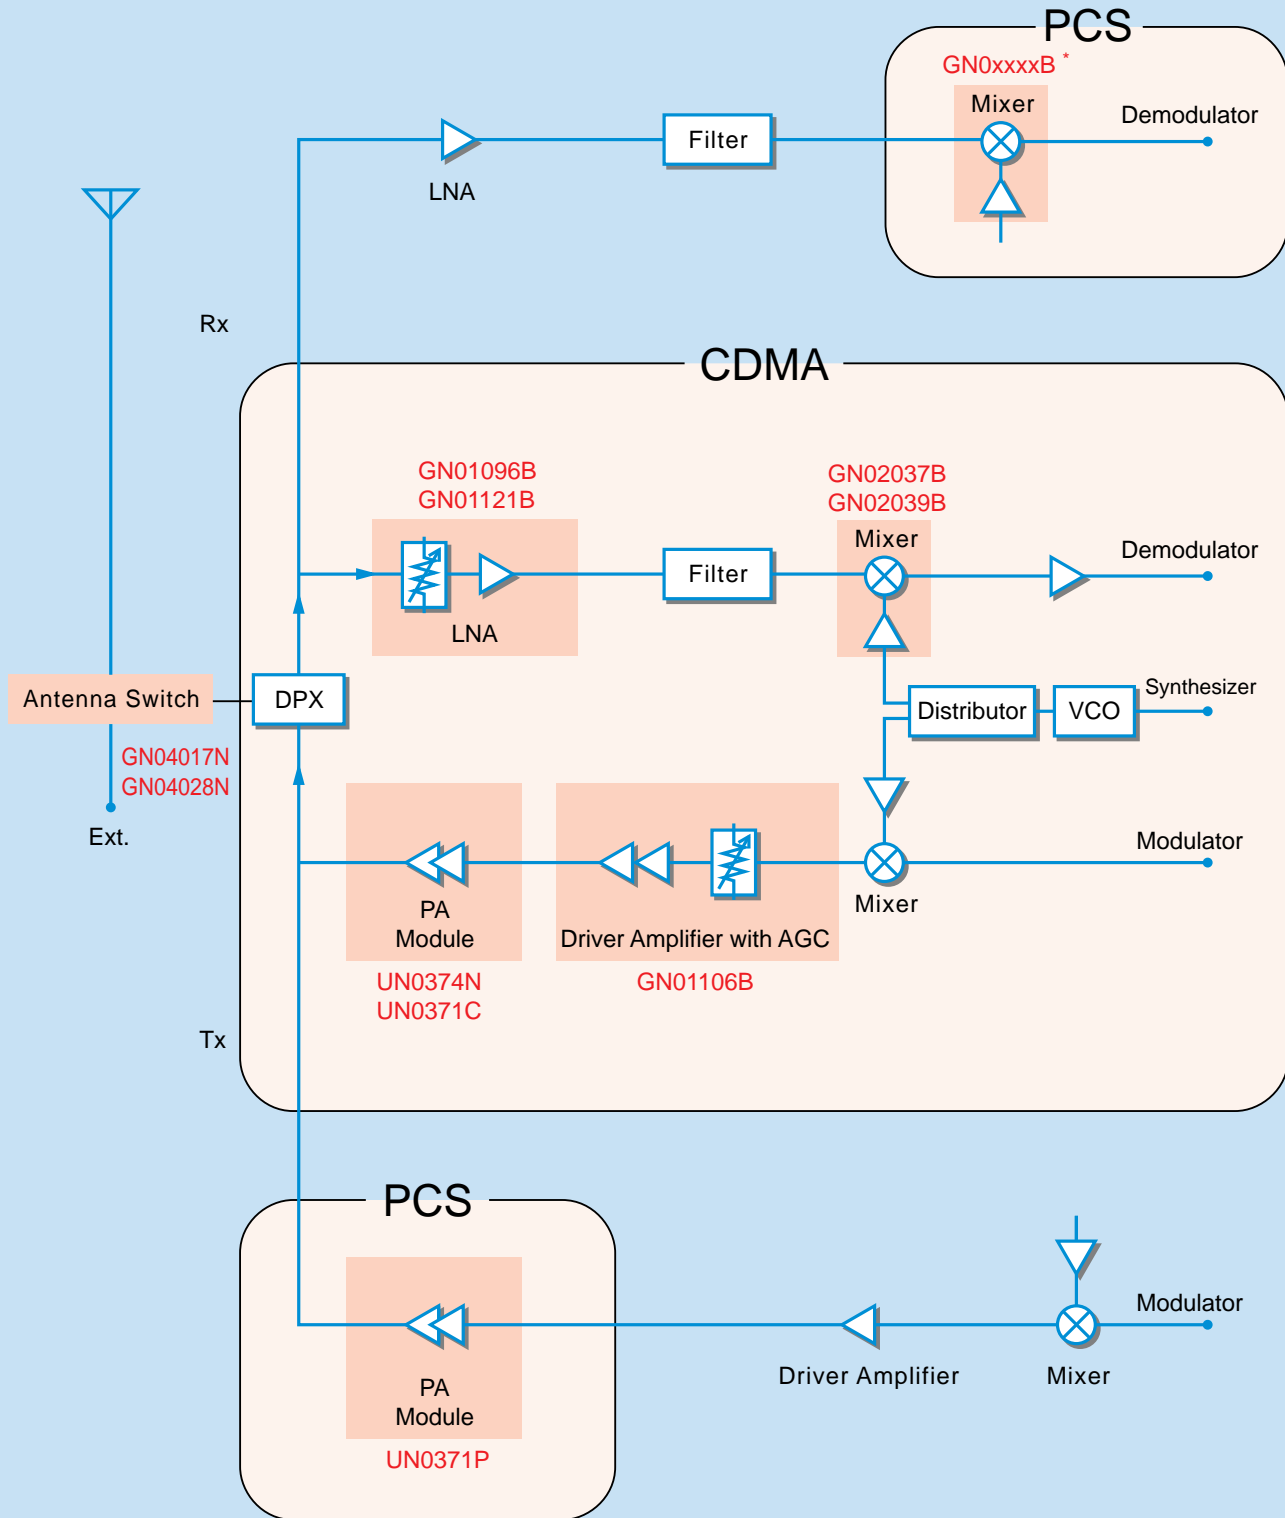 PCS
GN0xxxxB *
Mixer
Demodulator
Filter
LNA
Rx
CDMA
GN01096B
GN01121B
GN02037B
GN02039B
Mixer
Demodulator
Filter
LNA
Antenna Switch
DPX
Distributor
VCO
Synthesizer
GN04017N
GN04028N
Ext.
Modulator
Mixer
PA
Module
Driver Amplifier with AGC
UN0374N
UN0371C
GN01106B
Tx
PCS
Modulator
Driver Amplifier
Mixer
PA
Module
UN0371P